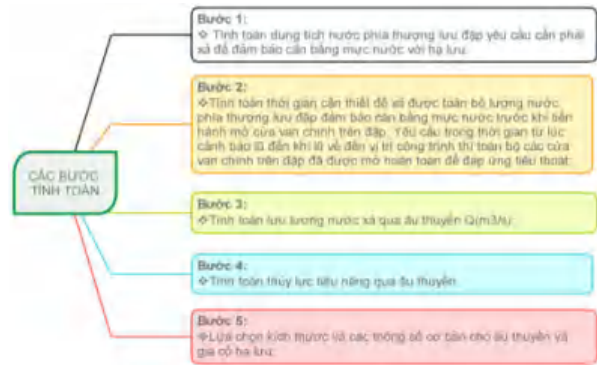 CÁC BƯỚC
TÍNH TOÁN
Bước 1:
❖ Tính toán dung tích nước phía thượng lưu đập yêu cầu cần phải
xả để đảm bảo cân bằng mực nước với hạ lưu.
Bước 2:
❖Tính toán thời gian cần thiết để xả được toàn bộ lượng nước
phía thượng lưu đập đảm bảo cân bằng mực nước trước khi tiến
hành mở cửa van chính trên đập. Yêu cầu trong thời gian từ lúc
cảnh báo lũ đến khi lũ về đến vị trí công trình thì toàn bộ các cửa
van chính trên đập đã được mở hoàn toàn để đáp ứng tiêu thoát.
Bước 3:
❖Tính toán lưu lượng nước xả qua âu thuyền Q(m3/s).
Bước 4:
❖Tính toán thủy lực tiêu năng qua âu thuyền.
Bước 5:
❖Lựa chọn kích thước và các thông số cơ bản cho âu thuyền và
gia cố hạ lưu.